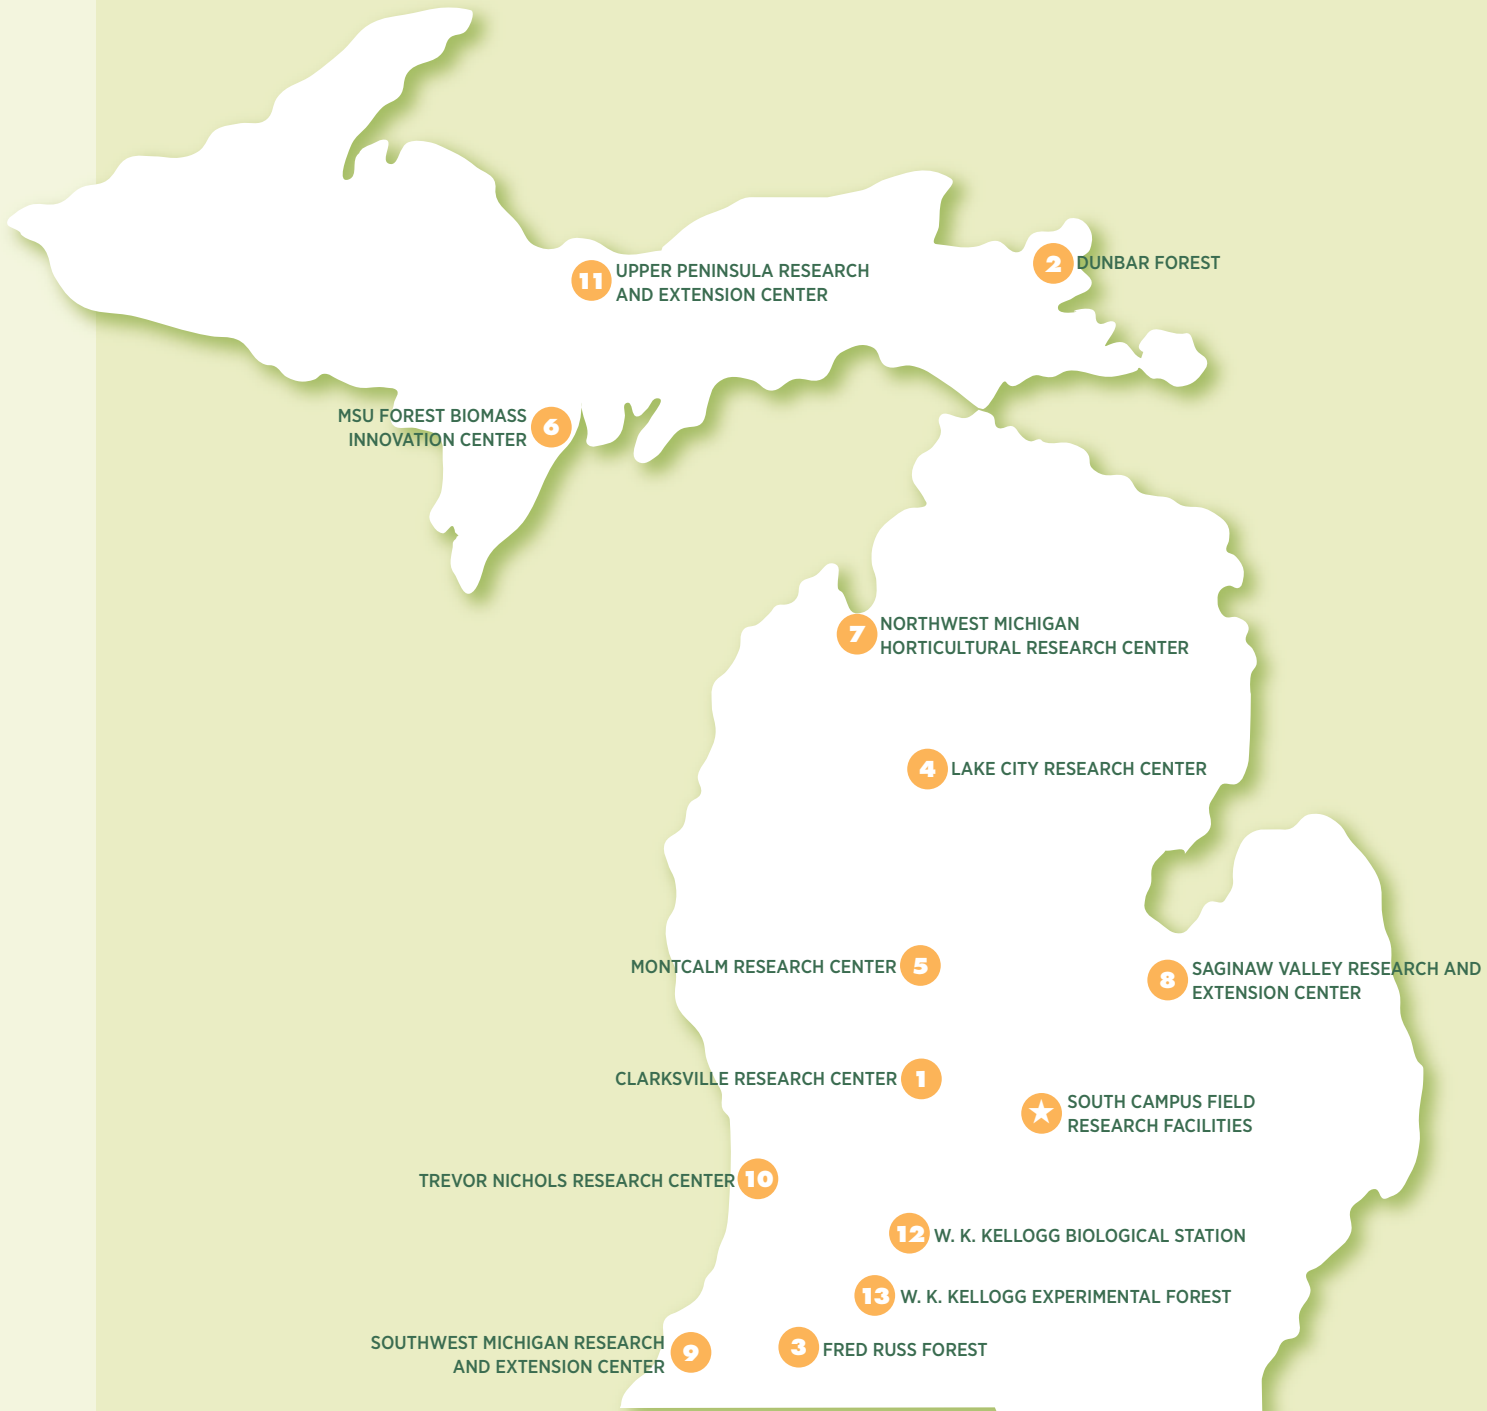 2 DUNBAR FOREST
11 UPPER PENINSULA RESEARCH
AND EXTENSION CENTER
MSU FOREST BIOMASS
INNOVATION CENTER 6
7 NORTHWEST MICHIGAN
HORTICULTURAL RESEARCH CENTER
4 LAKE CITY RESEARCH CENTER
MONTCALM RESEARCH CENTER 5
8 SAGINAW VALLEY RESEARCH AND
EXTENSION CENTER
CLARKSVILLE RESEARCH CENTER 1
SOUTH CAMPUS FIELD
RESEARCH FACILITIES
TREVOR NICHOLS RESEARCH CENTER 10
12 W. K. KELLOGG BIOLOGICAL STATION
13 W. K. KELLOGG EXPERIMENTAL FOREST
SOUTHWEST MICHIGAN RESEARCH
AND EXTENSION CENTER 9
3 FRED RUSS FOREST